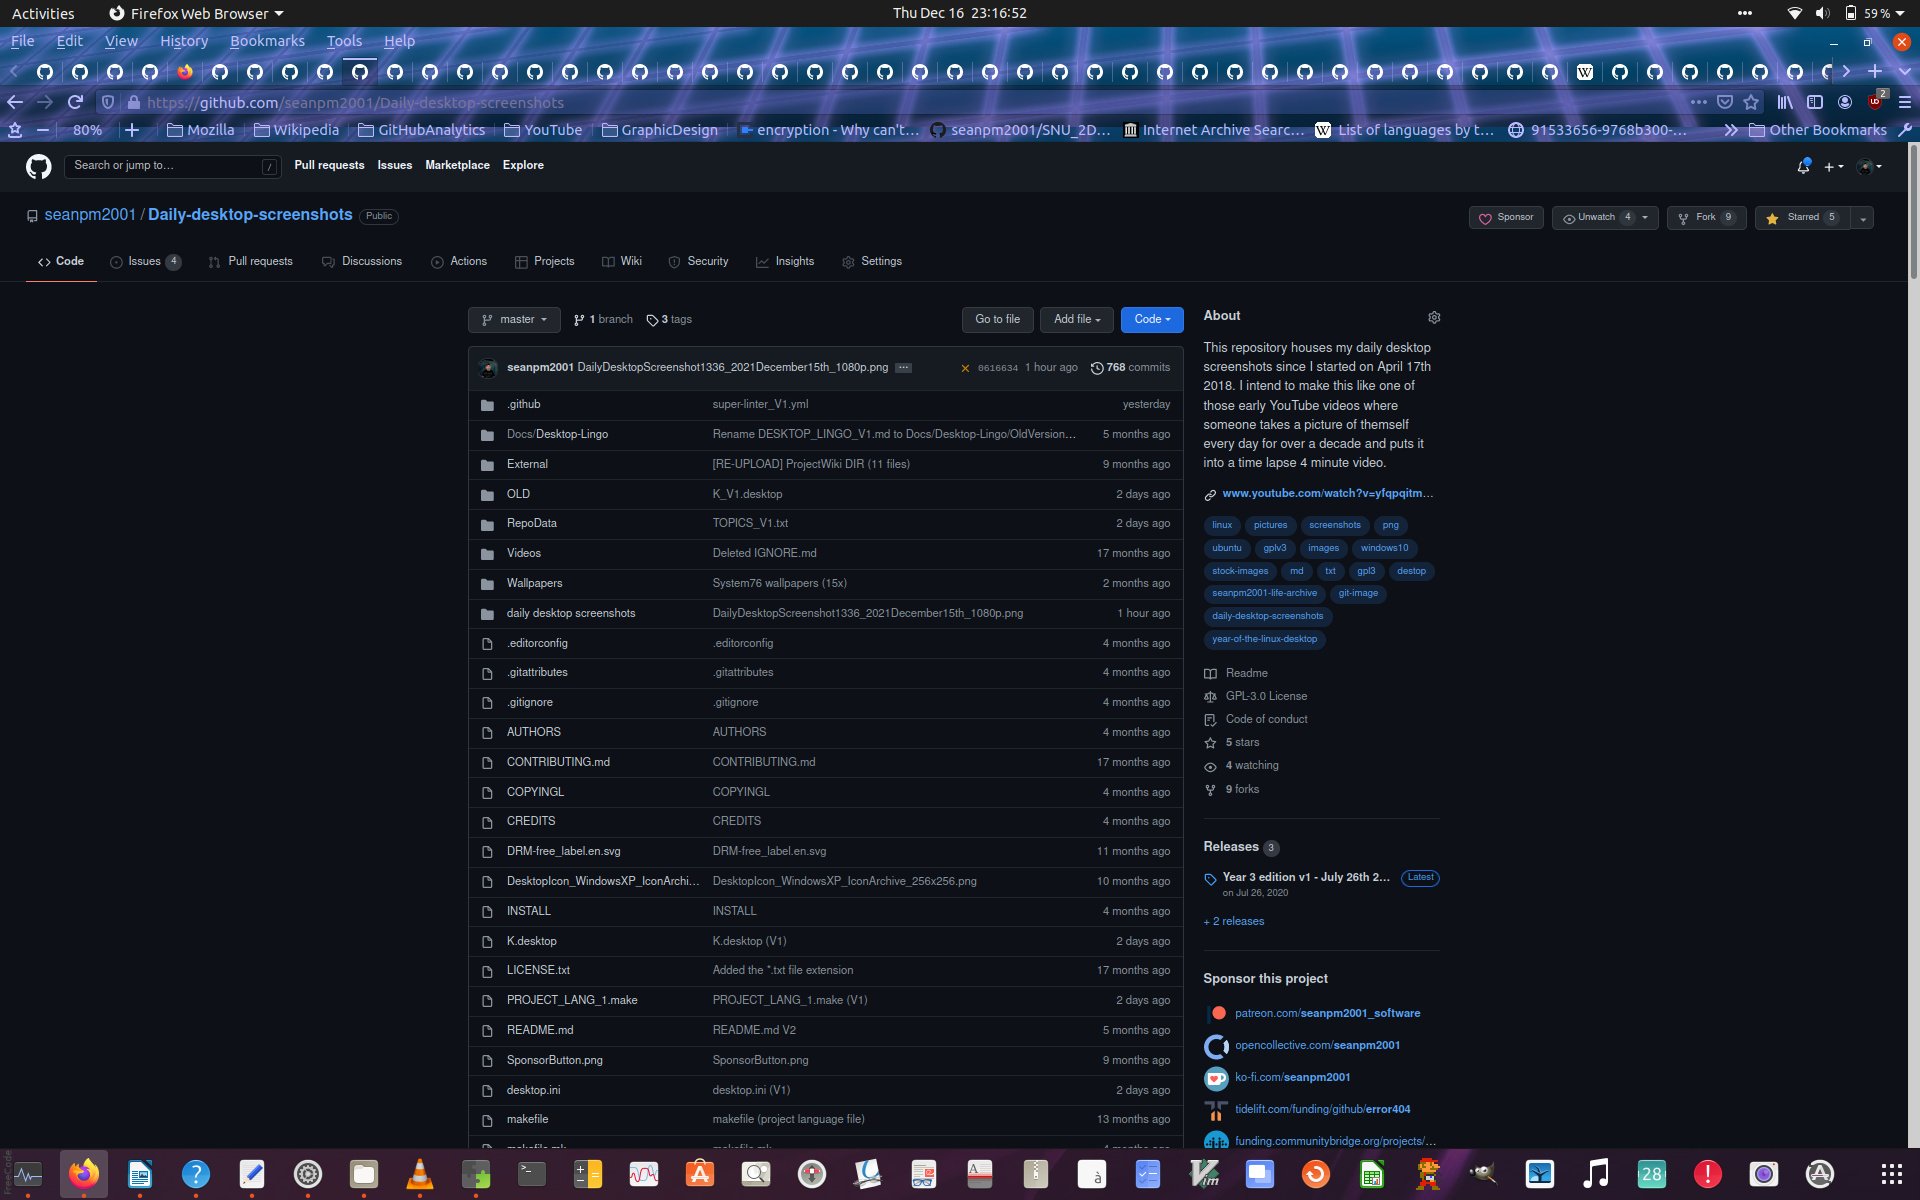 Activities Firefox Web Browser Thu Dec 16 23:16:52 59 %
File Edit View History Bookmarks Tools Help
https://github.com/seanpm2001/Daily-desktop-screenshots 2
80% Mozilla Wikipedia GitHubAnalytics YouTube GraphicDesign encryption - Why can't... seanpm2001/SNU_2D... Internet Archive Searc... List of languages by t... 91533656-9768b300-... Other Bookmarks
Search or jump to... / Pull requests Issues Marketplace Explore
seanpm2001 / Daily-desktop-screenshots Public Sponsor Unwatch 4 Fork 9 Starred 5
Code Issues 4 Pull requests Discussions Actions Projects Wiki Security Insights Settings
master 1 branch 3 tags Go to file Add file Code
seanpm2001 DailyDesktopScreenshot1336_2021December15th_1080p.png ... 0616634 1 hour ago 768 commits
.github super-linter_V1.yml yesterday
Docs/Desktop-Lingo Rename DESKTOP_LINGO_V1.md to Docs/Desktop-Lingo/OldVersion... 5 months ago
External [RE-UPLOAD] ProjectWiki DIR (11 files) 9 months ago
OLD K_V1.desktop 2 days ago
RepoData TOPICS_V1.txt 2 days ago
Videos Deleted IGNORE.md 17 months ago
Wallpapers System76 wallpapers (15x) 2 months ago
daily desktop screenshots DailyDesktopScreenshot1336_2021December15th_1080p.png 1 hour ago
.editorconfig .editorconfig 4 months ago
.gitattributes .gitattributes 4 months ago
.gitignore .gitignore 4 months ago
AUTHORS AUTHORS 4 months ago
CONTRIBUTING.md CONTRIBUTING.md 17 months ago
COPYINGL COPYINGL 4 months ago
CREDITS CREDITS 4 months ago
DRM-free_label.en.svg DRM-free_label.en.svg 11 months ago
DesktopIcon_WindowsXP_IconArchi... DesktopIcon_WindowsXP_IconArchive_256x256.png 10 months ago
INSTALL INSTALL 4 months ago
K.desktop K.desktop (V1) 2 days ago
LICENSE.txt Added the *.txt file extension 17 months ago
PROJECT_LANG_1.make PROJECT_LANG_1.make (V1) 2 days ago
README.md README.md V2 5 months ago
SponsorButton.png SponsorButton.png 9 months ago
desktop.ini desktop.ini (V1) 2 days ago
makefile makefile (project language file) 13 months ago
About
This repository houses my daily desktop
screenshots since I started on April 17th
2018. I intend to make this like one of
those early YouTube videos where
someone takes a picture of themself
every day for over a decade and puts it
into a time lapse 4 minute video.
www.youtube.com/watch?v=yfqpqitm...
linux pictures screenshots png
ubuntu gplv3 images windows10
stock-images md txt gpl3 destop
seanpm2001-life-archive git-image
daily-desktop-screenshots
year-of-the-linux-desktop
Readme
GPL-3.0 License
Code of conduct
5 stars
4 watching
9 forks
Releases 3
Year 3 edition v1 - July 26th 2... Latest
on Jul 26, 2020
+ 2 releases
Sponsor this project
patreon.com/seanpm2001_software
opencollective.com/seanpm2001
ko-fi.com/seanpm2001
tidelift.com/funding/github/error404
funding.communitybridge.org/projects/...
28